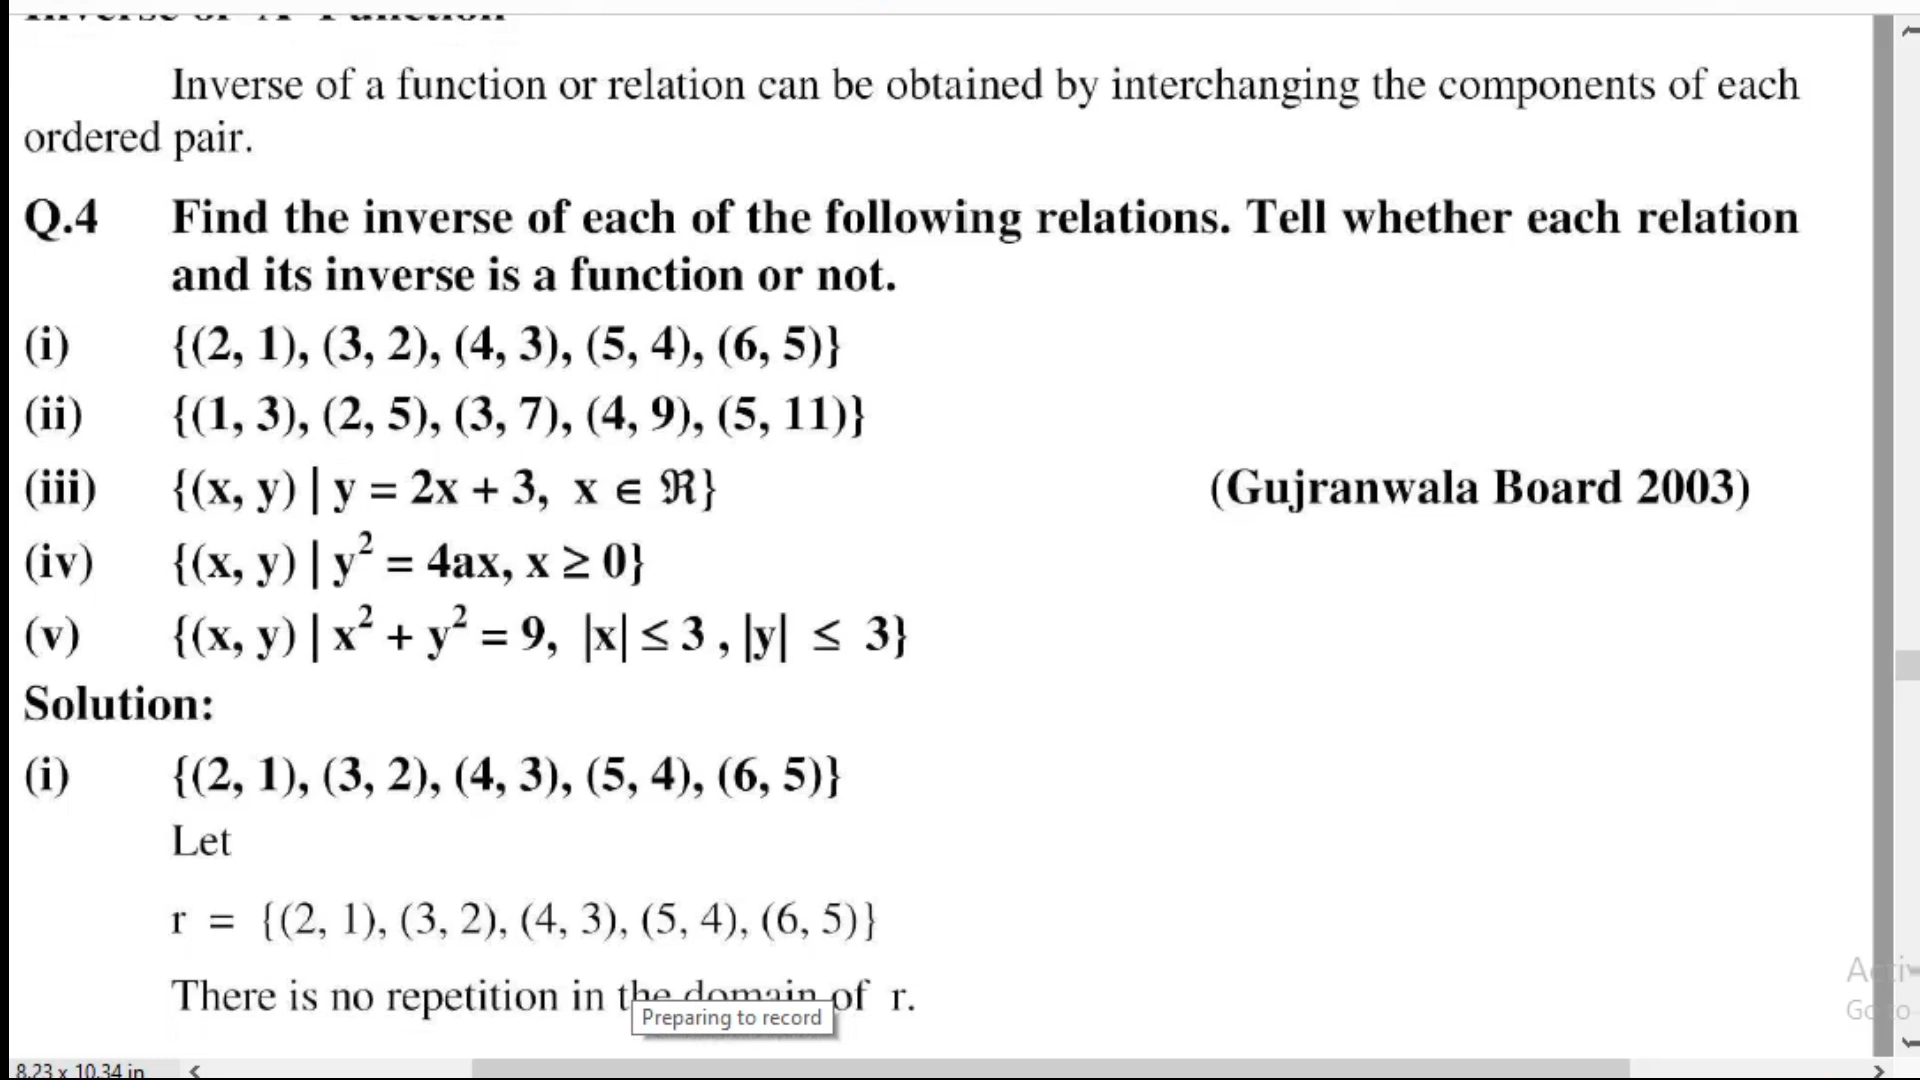 Inverse of a function or relation can be obtained by interchanging the components of each
ordered pair.
Q.4 Find the inverse of each of the following relations. Tell whether each relation
and its inverse is a function or not.
(i) {(2, 1), (3, 2), (4, 3), (5, 4), (6, 5)}
(ii) {(1, 3), (2, 5), (3, 7), (4, 9), (5, 11)}
(iii) {(x, y) | y = 2x + 3, x ∈ ℜ} (Gujranwala Board 2003)
(iv) {(x, y) | y² = 4ax, x ≥ 0}
(v) {(x, y) | x² + y² = 9, |x| ≤ 3 , |y| ≤ 3}
Solution:
(i) {(2, 1), (3, 2), (4, 3), (5, 4), (6, 5)}
Let
r = {(2, 1), (3, 2), (4, 3), (5, 4), (6, 5)}
There is no repetition in the domain of r.
Preparing to record
8.23 x 10.34 in